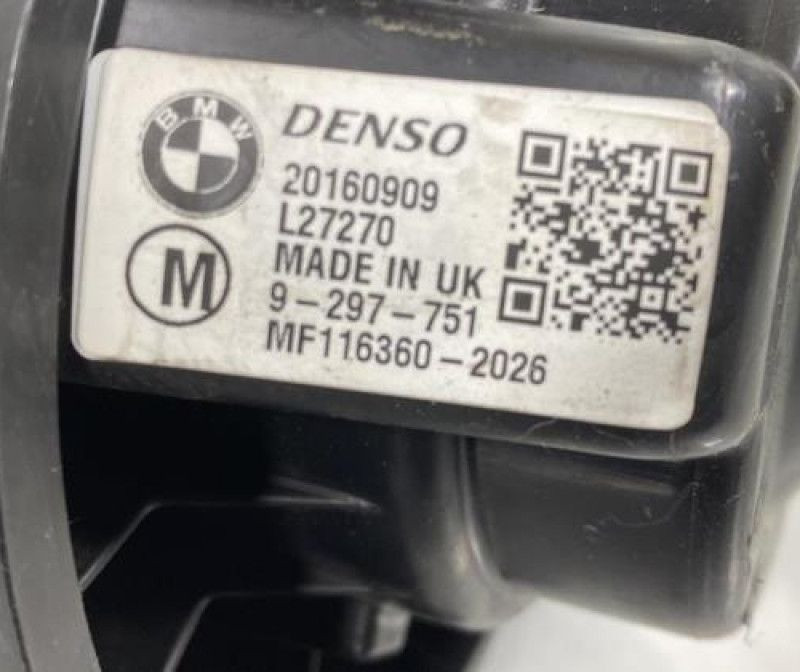 BMW
DENSO
20160909
L27270
MADE IN UK
M
9-297-751
MF116360-2026